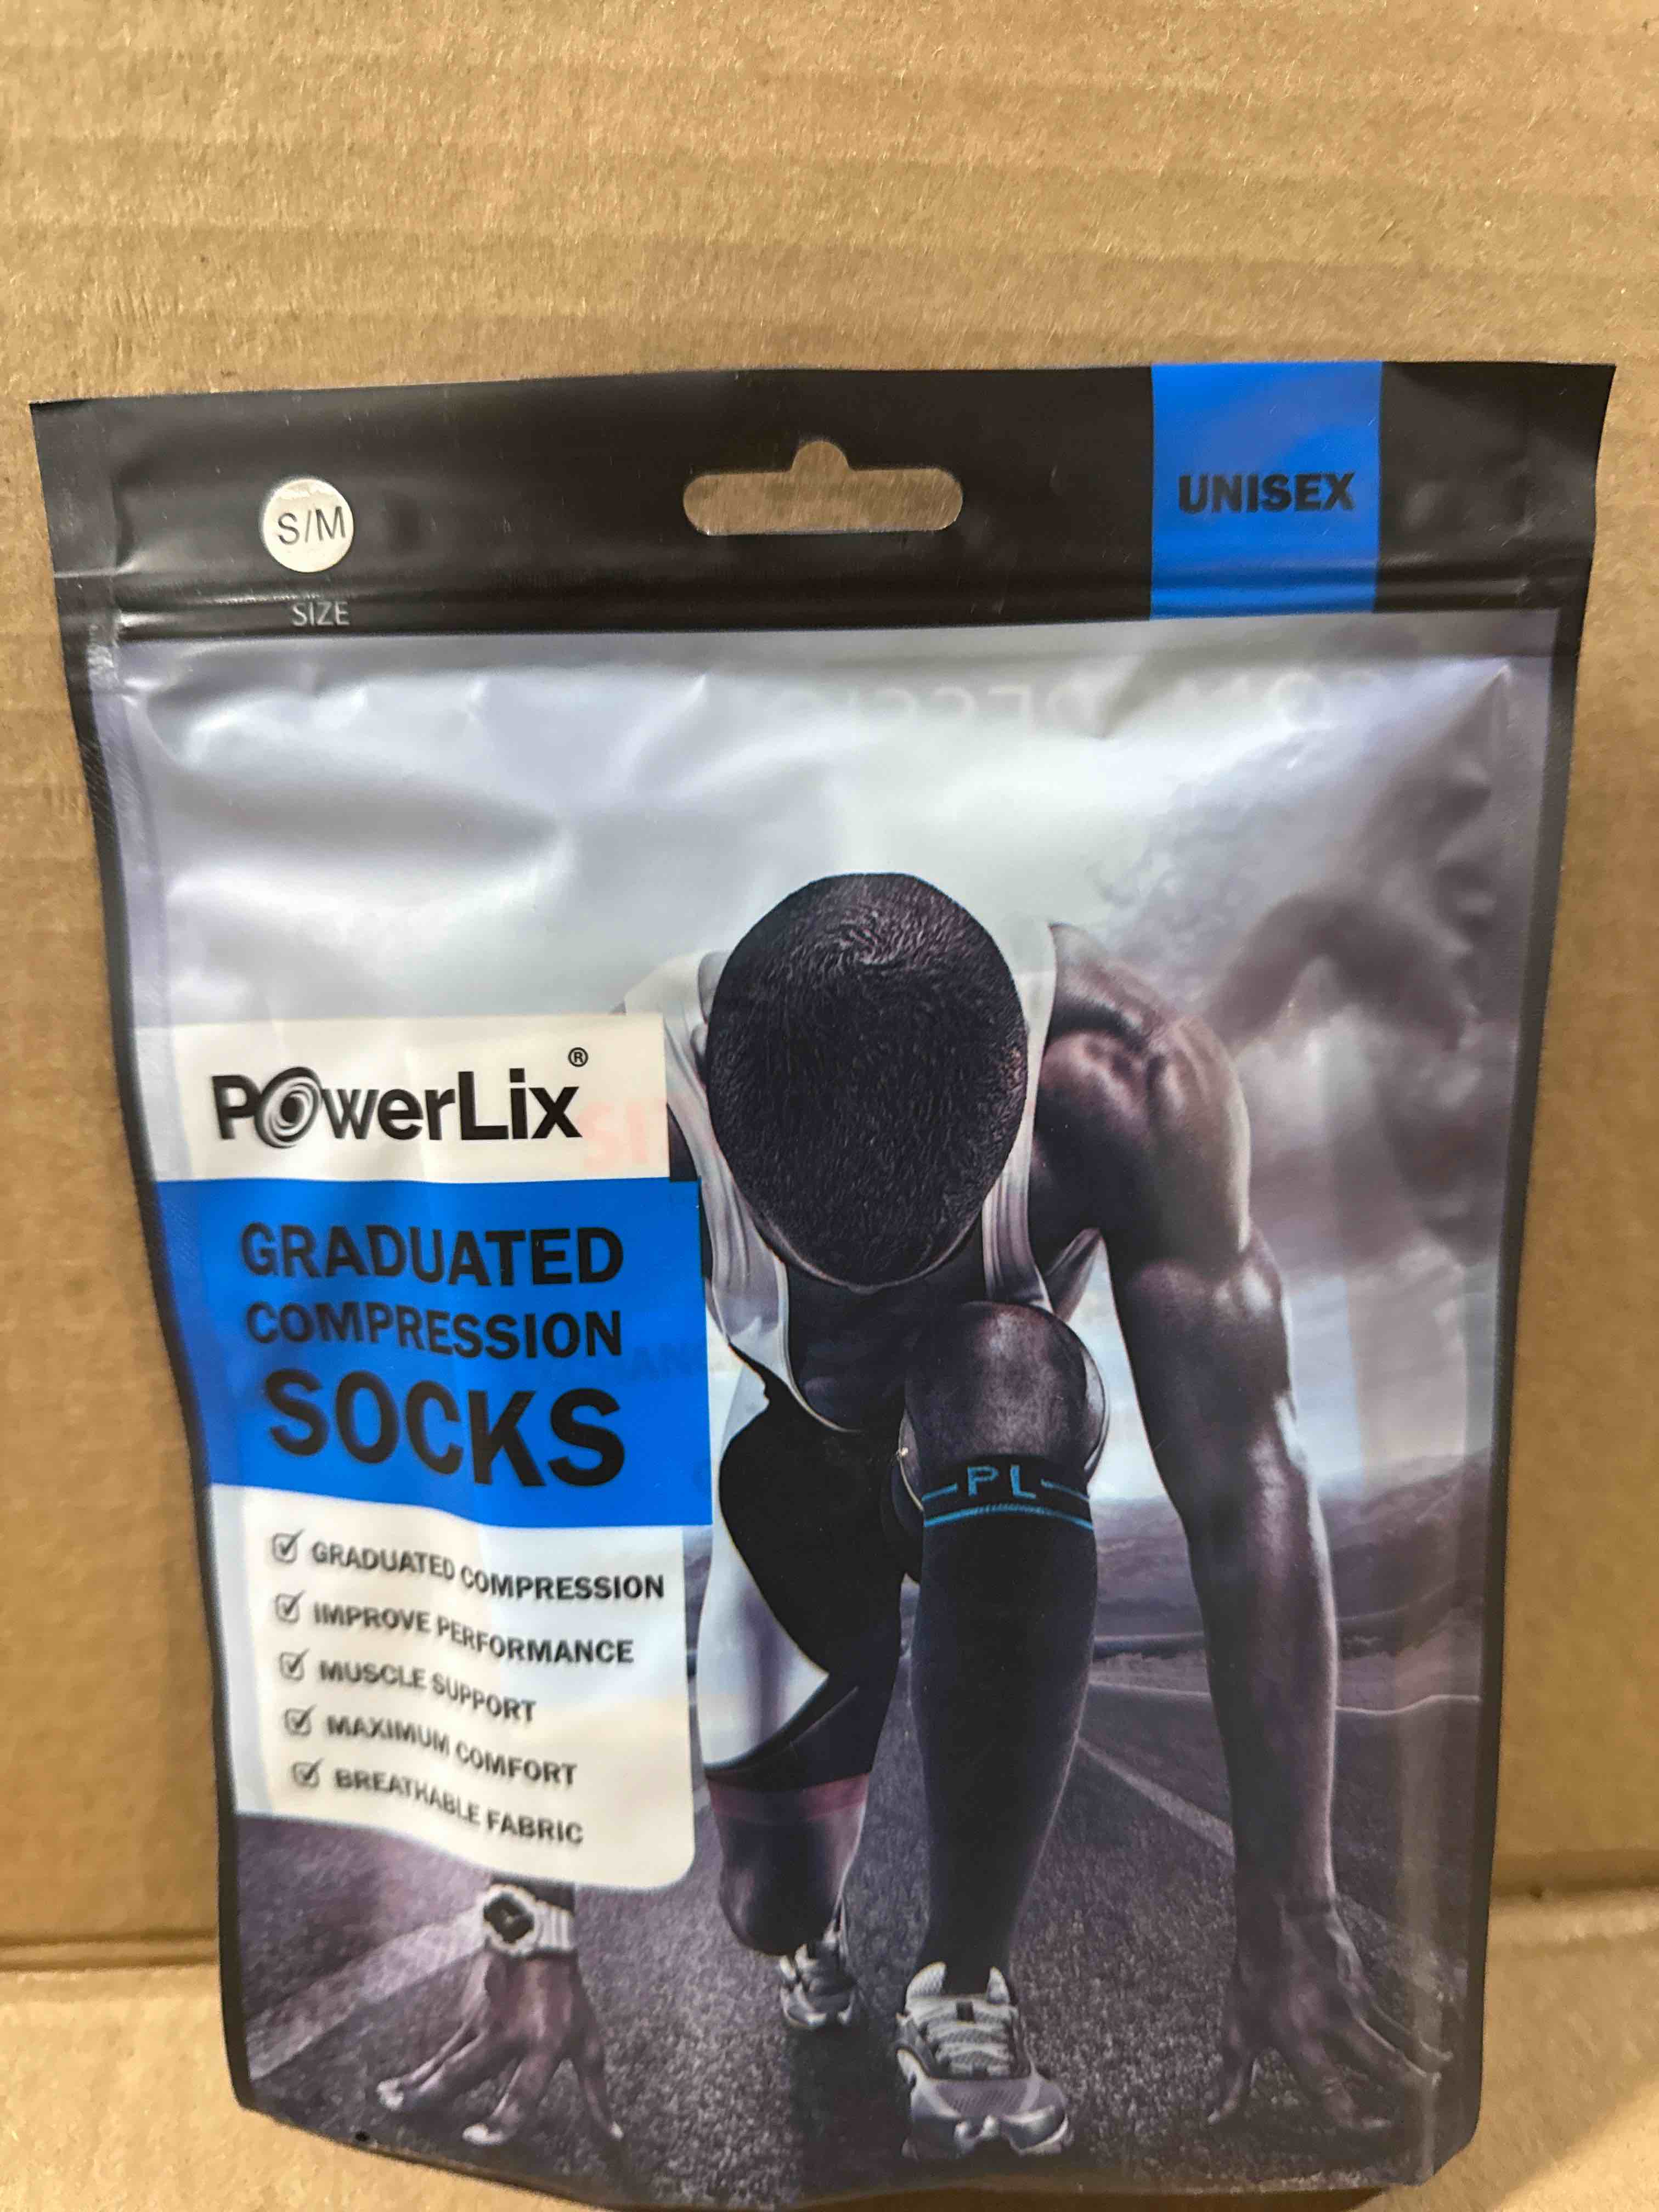 S/M
SIZE
UNISEX
PowerLix®
GRADUATED
COMPRESSION
SOCKS
GRADUATED COMPRESSION
IMPROVE PERFORMANCE
MUSCLE SUPPORT
MAXIMUM COMFORT
BREATHABLE FABRIC
PL